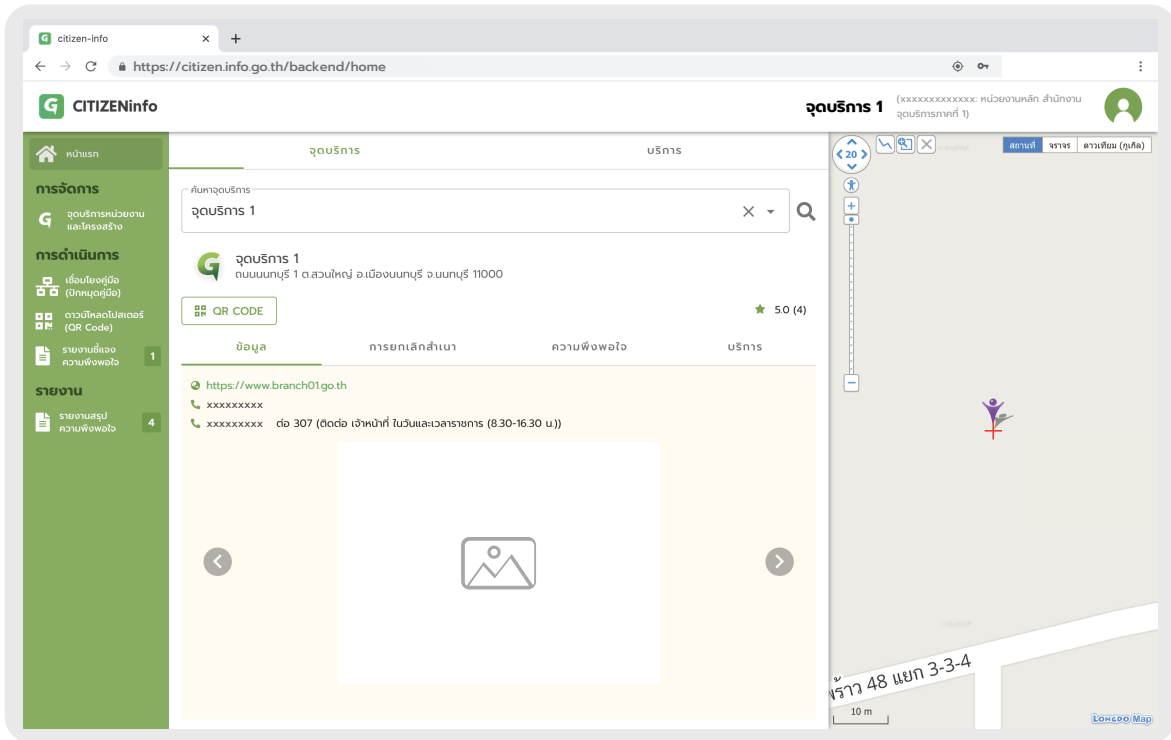 citizen-info
https://citizen.info.go.th/backend/home
CITIZENinfo
จุดบริการ 1
(xxxxxxxxxxxxx: หน่วยงานหลัก สำนักงาน
จุดบริการภาคที่ 1)
หน้าแรก
การจัดการ
จุดบริการหน่วยงาน
และโครงสร้าง
การดำเนินการ
เชื่อมโยงคู่มือ
(ปักหมุดคู่มือ)
ดาวน์โหลดโปสเตอร์
(QR Code)
รายงานชี้แจง
ความพึงพอใจ
1
รายงาน
รายงานสรุป
ความพึงพอใจ
4
จุดบริการ
บริการ
ค้นหาจุดบริการ
จุดบริการ 1
จุดบริการ 1
ถนนนนทบุรี 1 ต.สวนใหญ่ อ.เมืองนนทบุรี จ.นนทบุรี 11000
QR CODE
5.0 (4)
ข้อมูล
การยกเลิกสำเนา
ความพึงพอใจ
บริการ
https://www.branch01.go.th
xxxxxxxxx
xxxxxxxxx ต่อ 307 (ติดต่อ เจ้าหน้าที่ ในวันและเวลาราชการ (8.30-16.30 น.))
20
สถานที่
จราจร
ดาวเทียม (กูเกิล)
พร้าว 48 แยก 3-3-4
10 m
LONGDO Map